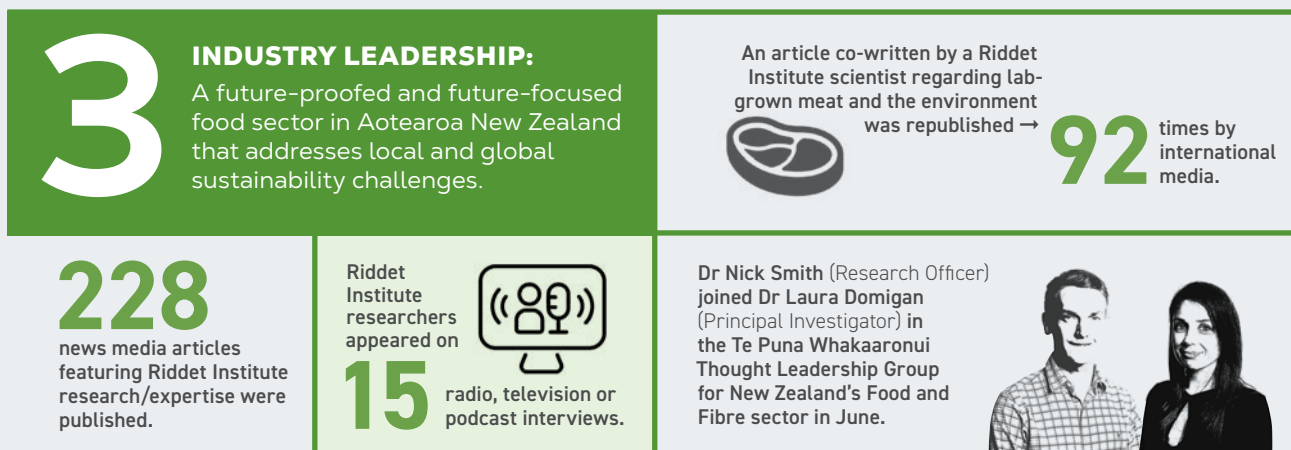 3
INDUSTRY LEADERSHIP:
A future-proofed and future-focused
food sector in Aotearoa New Zealand
that addresses local and global
sustainability challenges.
An article co-written by a Riddet
Institute scientist regarding lab-
grown meat and the environment
was republished →
92
times by
international
media.
228
news media articles
featuring Riddet Institute
research/expertise were
published.
Riddet
Institute
researchers
appeared on
15
radio, television or
podcast interviews.
Dr Nick Smith (Research Officer)
joined Dr Laura Domigan
(Principal Investigator) in
the Te Puna Whakaaronui
Thought Leadership Group
for New Zealand's Food and
Fibre sector in June.